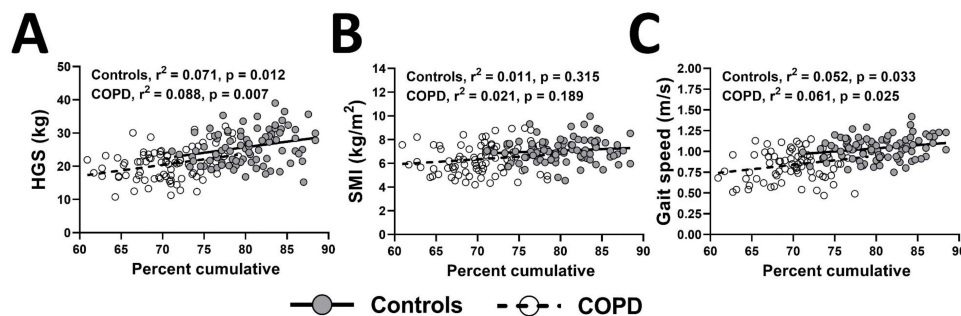 A
B
C
Controls, r² = 0.071, p = 0.012
COPD, r² = 0.088, p = 0.007
HGS (kg)
50
40
30
20
10
0
60 65 70 75 80 85 90
Percent cumulative
Controls, r² = 0.011, p = 0.315
COPD, r² = 0.021, p = 0.189
SMI (kg/m²)
14
12
10
8
6
4
2
0
60 65 70 75 80 85 90
Percent cumulative
Controls, r² = 0.052, p = 0.033
COPD, r² = 0.061, p = 0.025
Gait speed (m/s)
2.00
1.75
1.50
1.25
1.00
0.75
0.50
0.25
0.00
60 65 70 75 80 85 90
Percent cumulative
Controls COPD